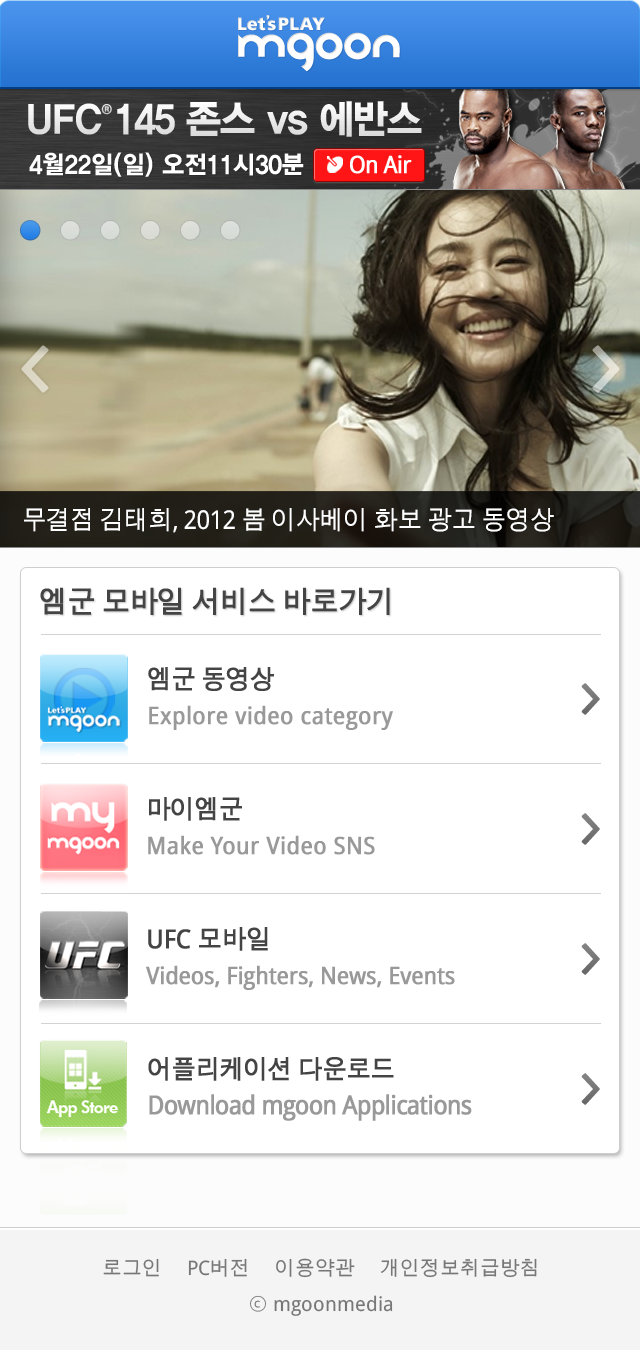 Let'sPLAY
mgoon
UFC® 145 존스 vs 에반스
4월22일(일) 오전11시30분 On Air
무결점 김태희, 2012 봄 이사베이 화보 광고 동영상
엠군 모바일 서비스 바로가기
Let'sPLAY
mgoon
엠군 동영상
Explore video category
my
mgoon
마이엠군
Make Your Video SNS
UFC
UFC 모바일
Videos, Fighters, News, Events
App Store
어플리케이션 다운로드
Download mgoon Applications
로그인 PC버전 이용약관 개인정보취급방침
ⓒ mgoonmedia